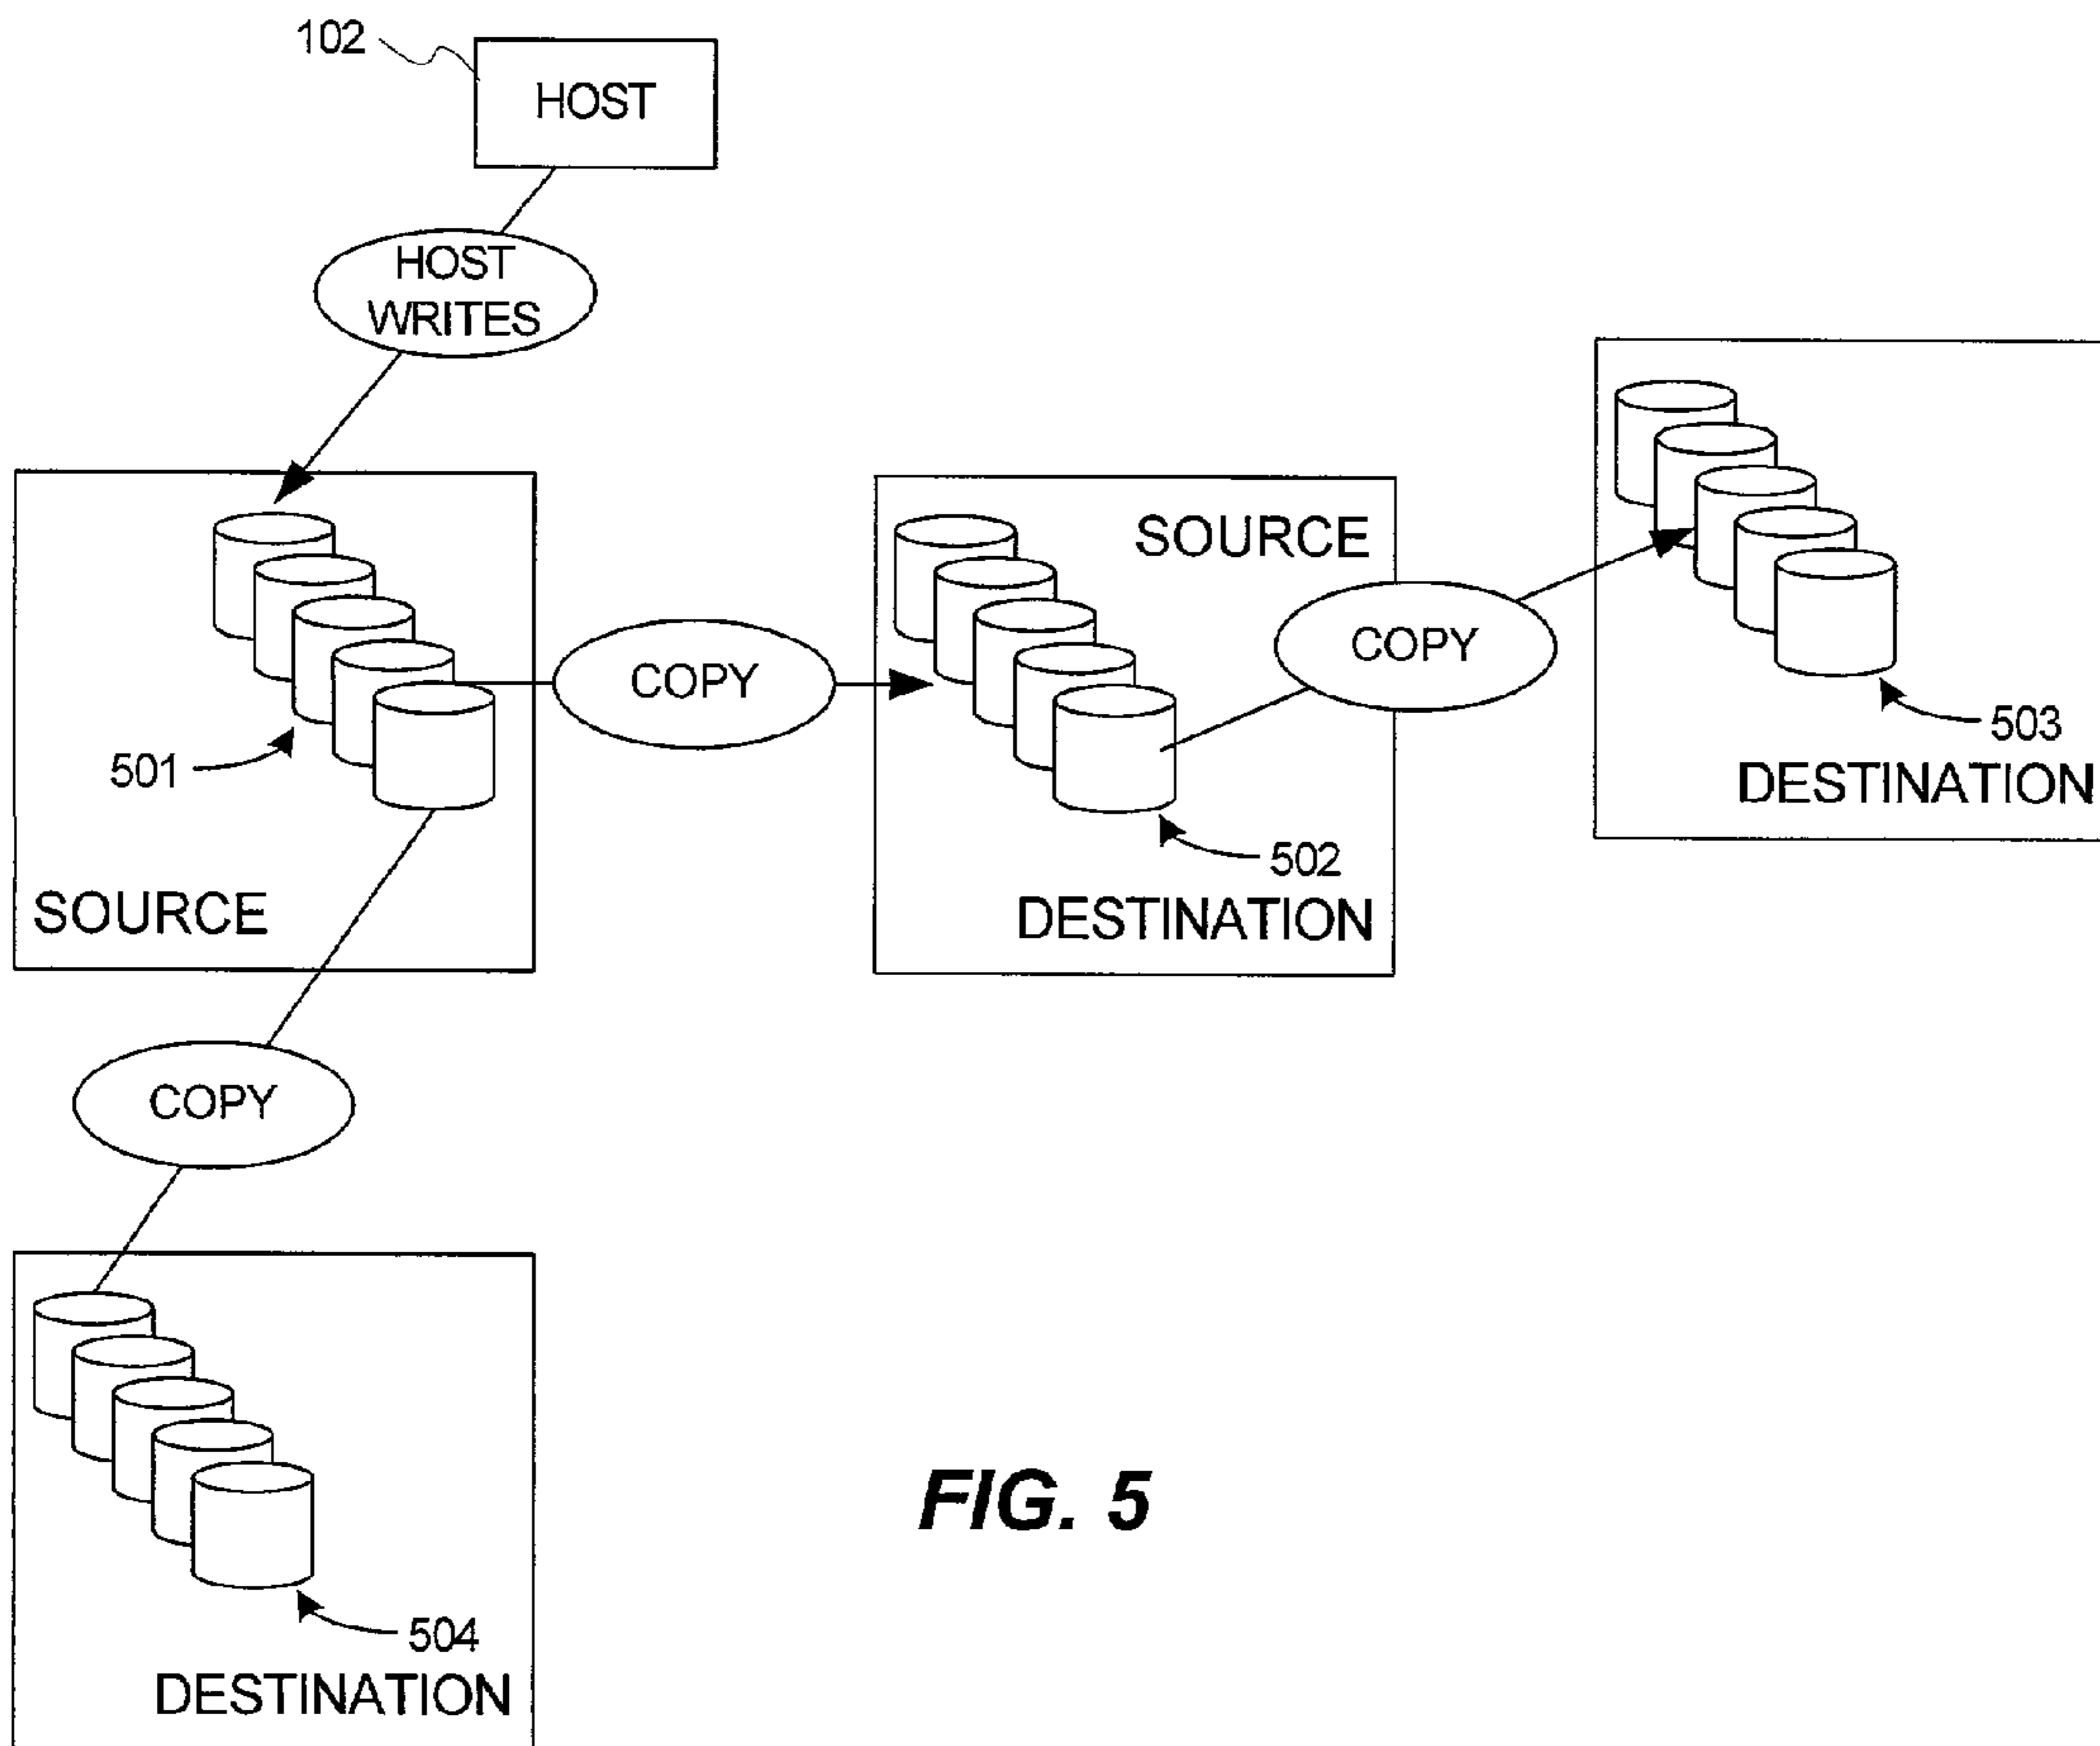 102
HOST
HOST
WRITES
SOURCE
COPY
COPY
503
501
DESTINATION
502
SOURCE
DESTINATION
COPY
FIG. 5
504
DESTINATION